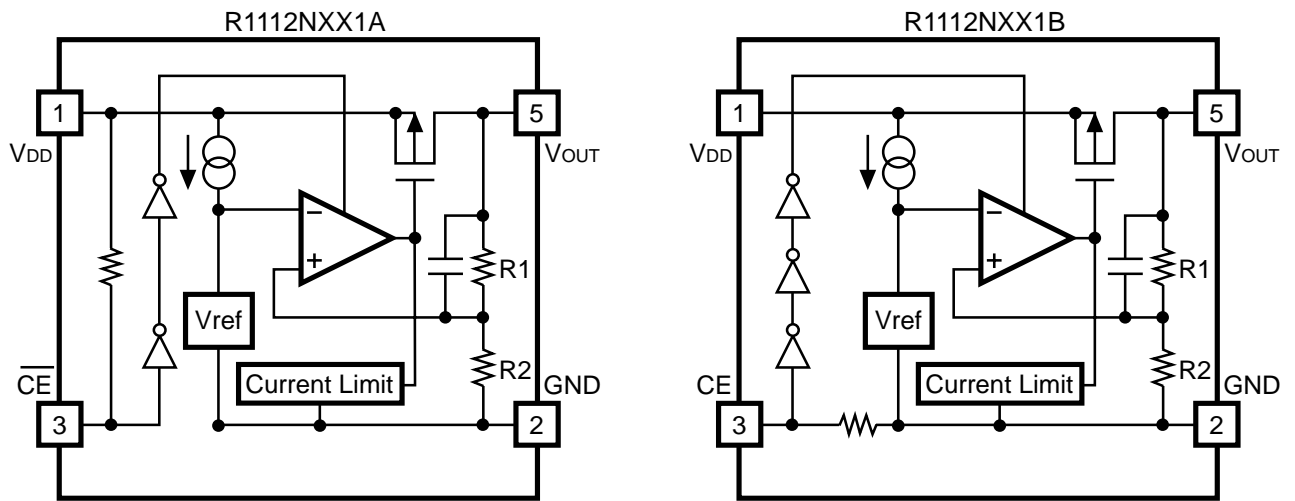 R1112NXX1A
1
5
VDD
VOUT
−
+
R1
Vref
R2
Current Limit
CE
GND
3
2
R1112NXX1B
1
5
VDD
VOUT
−
+
R1
Vref
R2
Current Limit
CE
GND
3
2